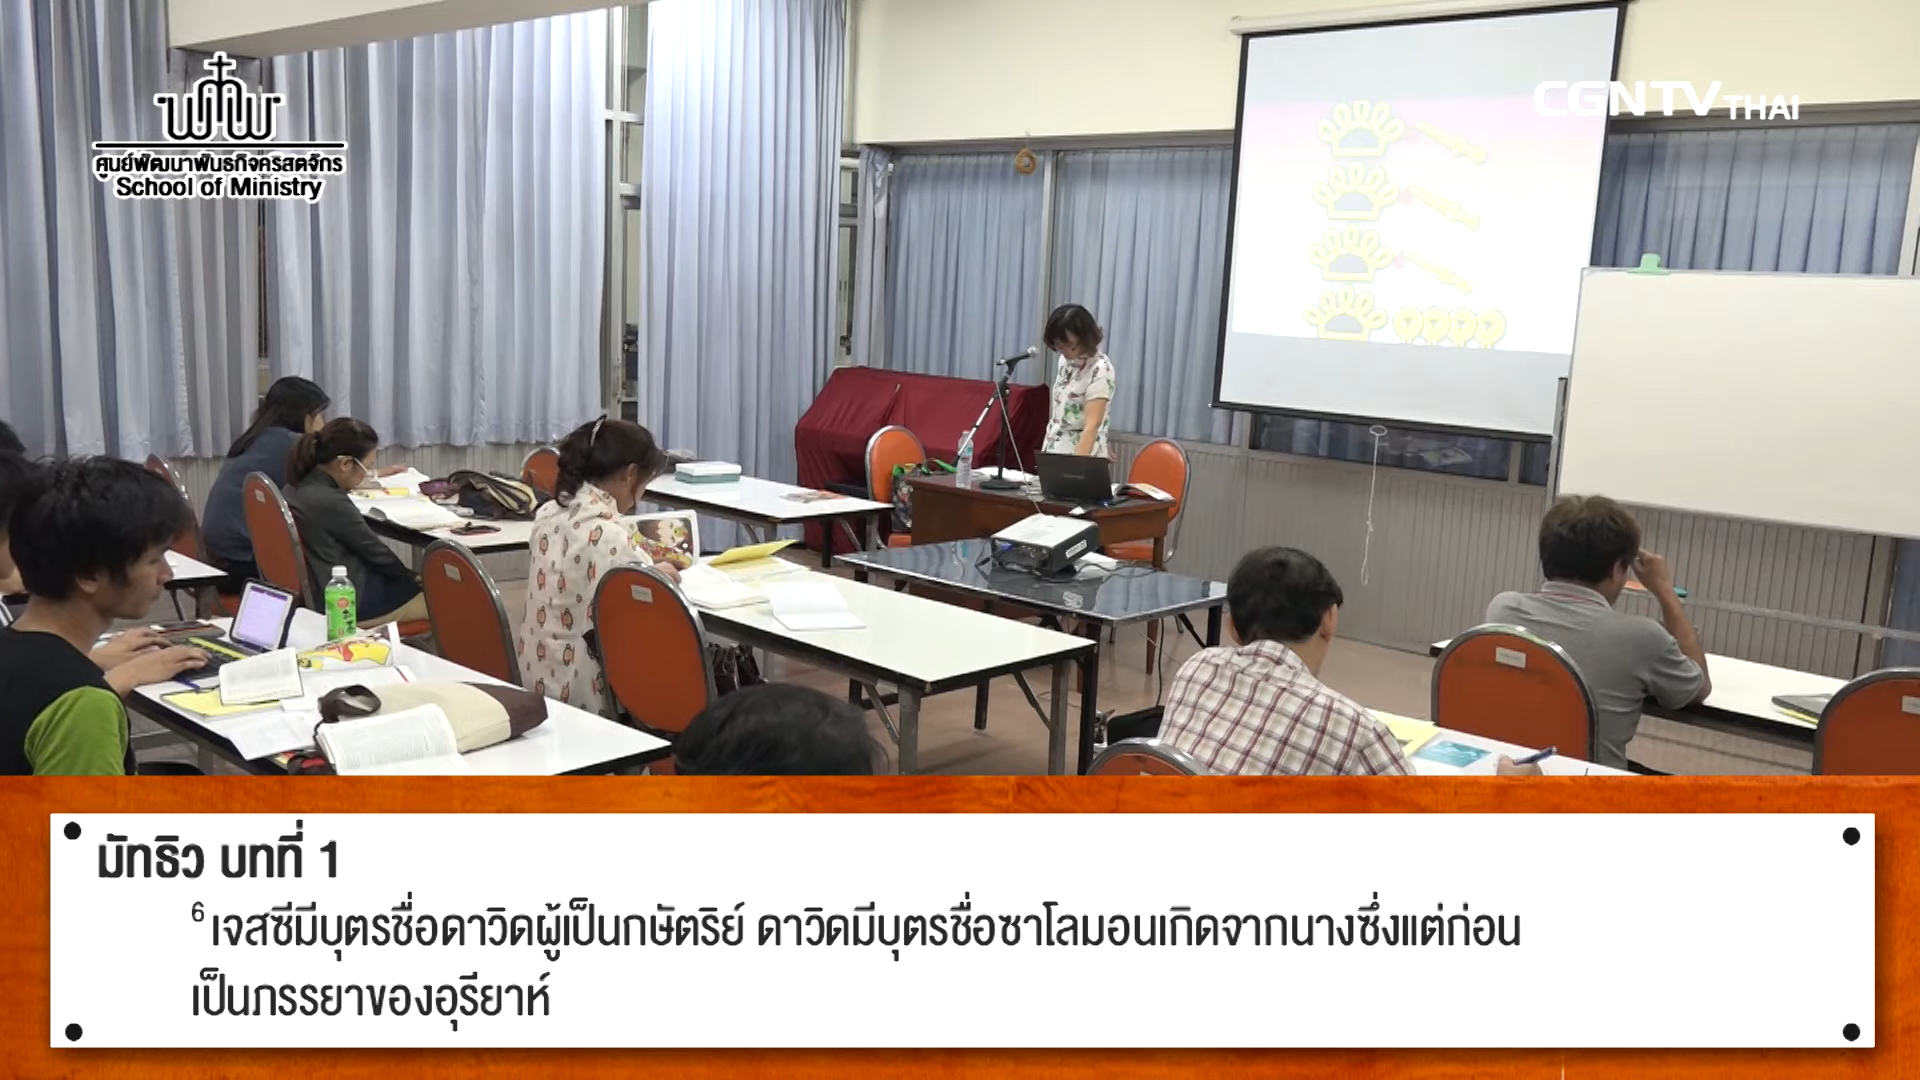 ศูนย์พัฒนาพันธกิจคริสตจักร
School of Ministry
CGNTV THAI
มัทธิว บทที่ 1
6 เจสซีมีบุตรชื่อดาวิดผู้เป็นกษัตริย์ ดาวิดมีบุตรชื่อซาโลมอนเกิดจากนางซึ่งแต่ก่อน
เป็นภรรยาของอุรียาห์